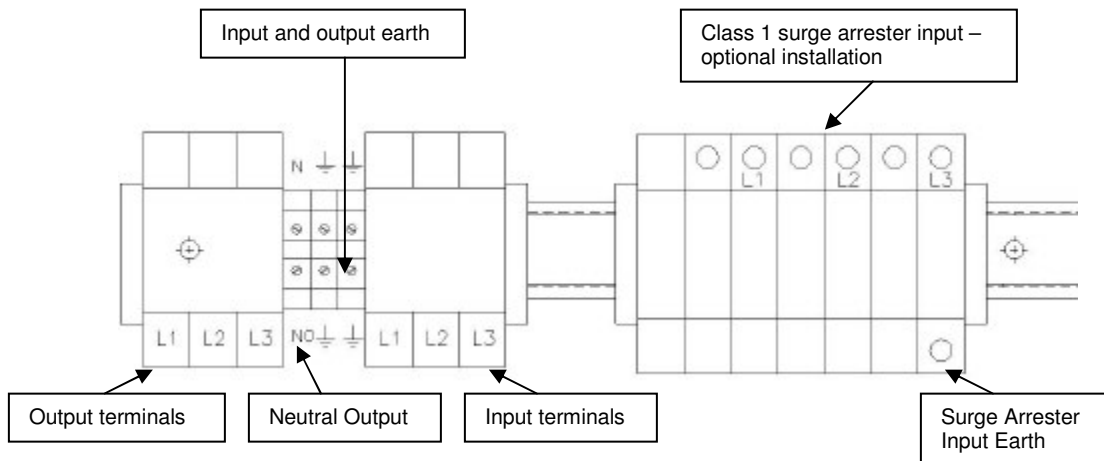 Input and output earth
Class 1 surge arrester input –
optional installation
N
L1 L2 L3
L1 L2 L3 NO L1 L2 L3
Output terminals
Neutral Output
Input terminals
Surge Arrester
Input Earth